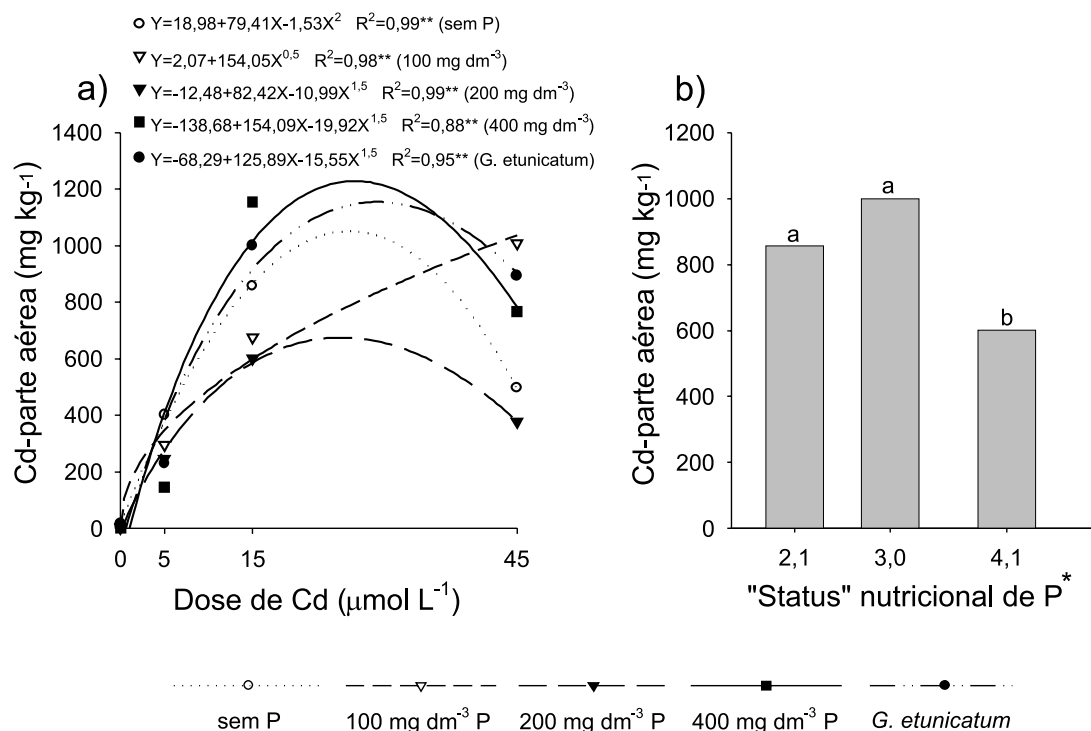 Y=18,98+79,41X-1,53X² R²=0,99** (sem P)
Y=2,07+154,05X^0,5 R²=0,98** (100 mg dm⁻³)
a)
Y=-12,48+82,42X-10,99X^1,5 R²=0,99** (200 mg dm⁻³)
Y=-138,68+154,09X-19,92X^1,5 R²=0,88** (400 mg dm⁻³)
Y=-68,29+125,89X-15,55X^1,5 R²=0,95** (G. etunicatum)
Cd-parte aérea (mg kg⁻¹)
1400
1200
1000
800
600
400
200
0
0 5 15 45
Dose de Cd (μmol L⁻¹)
b)
Cd-parte aérea (mg kg⁻¹)
1200
1000
800
600
400
200
0
a
a
b
2,1 3,0 4,1
"Status" nutricional de P*
sem P
100 mg dm⁻³ P
200 mg dm⁻³ P
400 mg dm⁻³ P
G. etunicatum